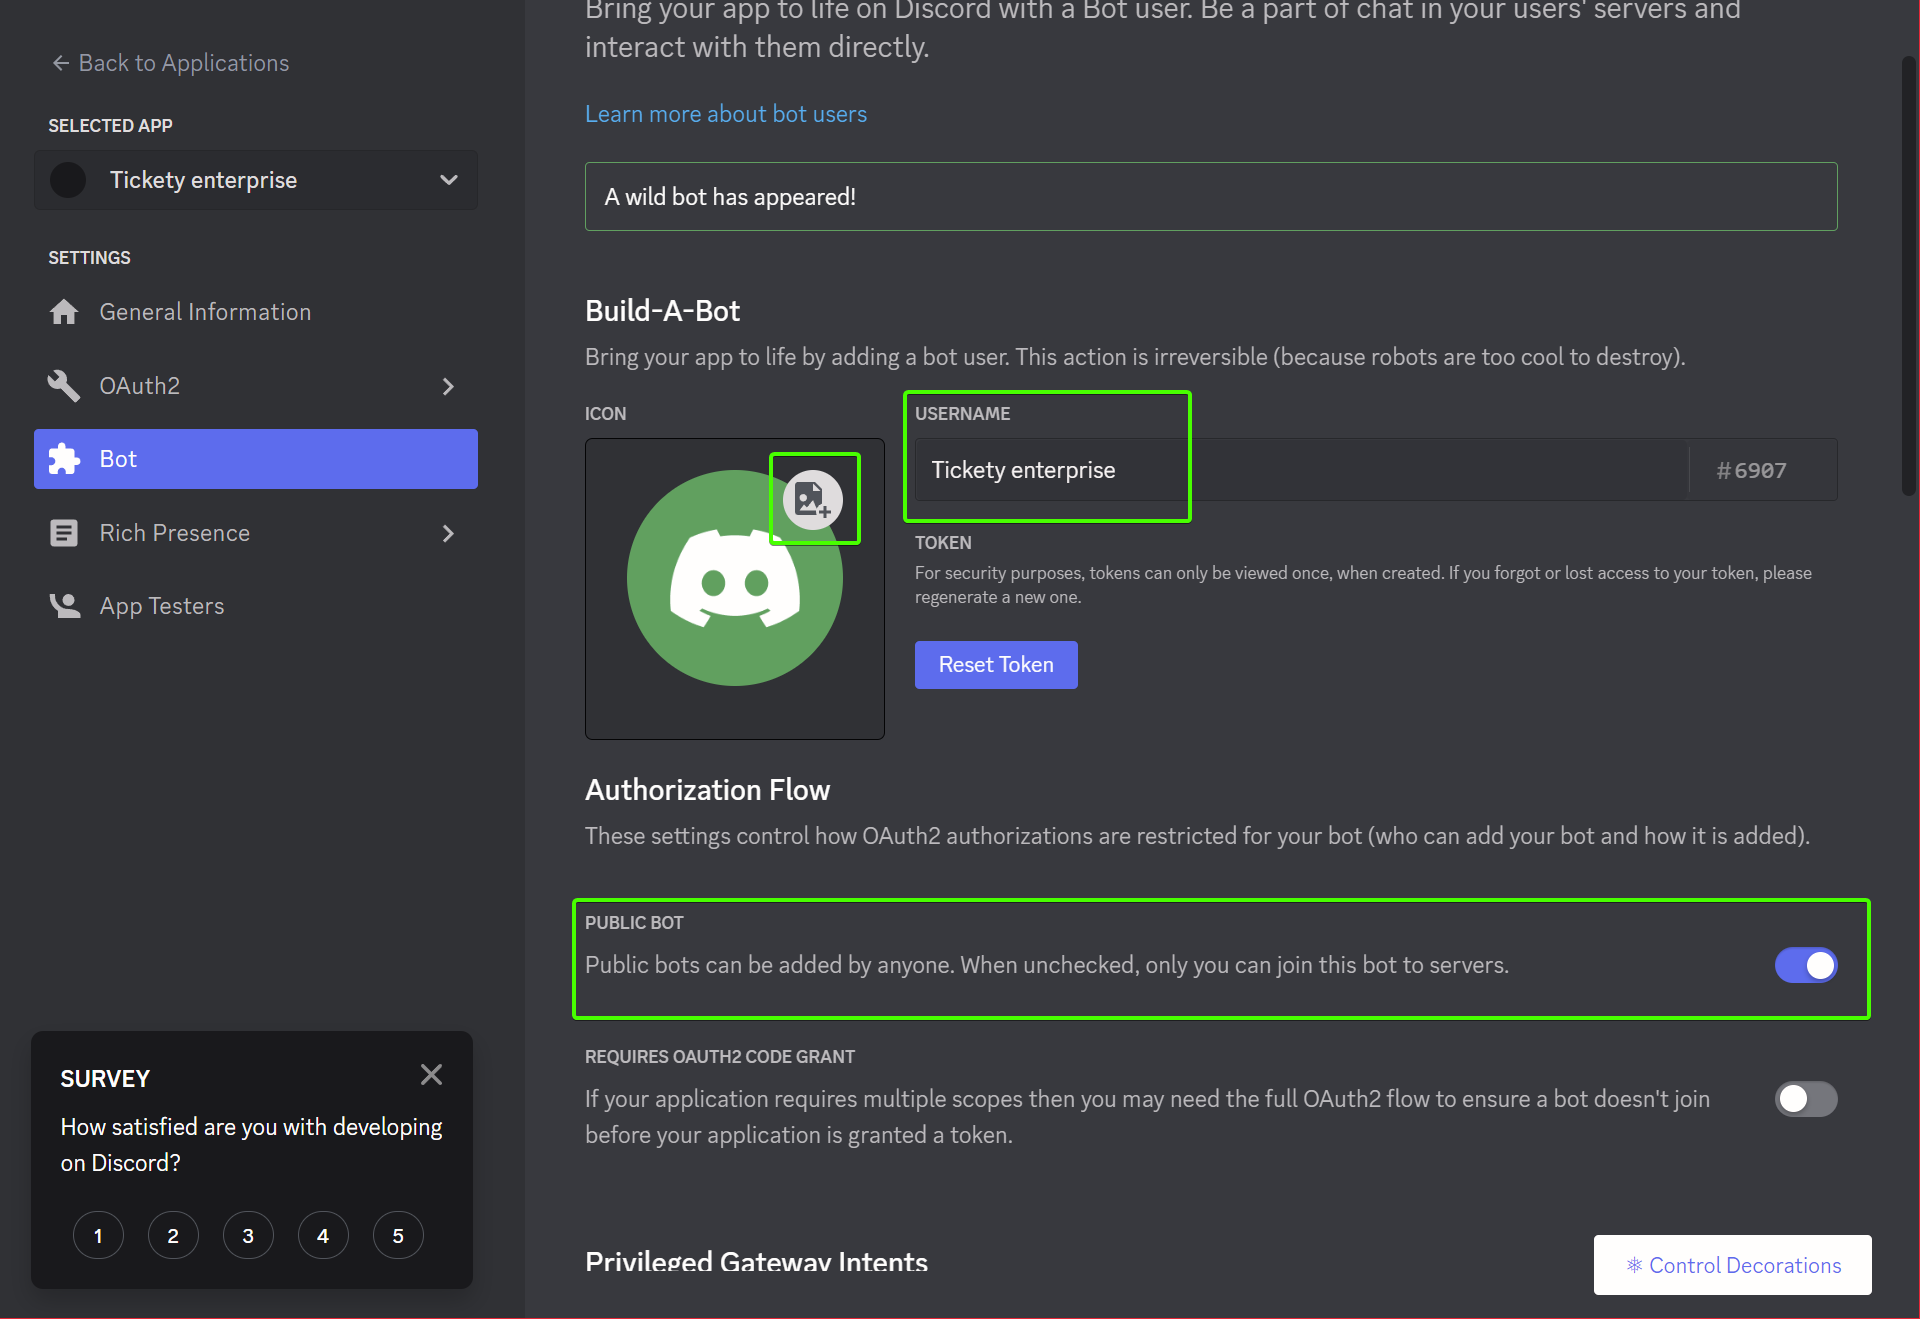 ← Back to Applications
SELECTED APP
Tickety enterprise
SETTINGS
General Information
OAuth2
Bot
Rich Presence
App Testers
SURVEY
How satisfied are you with developing
on Discord?
1 2 3 4 5
Bring your app to life on Discord with a Bot user. Be a part of chat in your users' servers and
interact with them directly.
Learn more about bot users
A wild bot has appeared!
Build-A-Bot
Bring your app to life by adding a bot user. This action is irreversible (because robots are too cool to destroy).
ICON
USERNAME
Tickety enterprise
#6907
TOKEN
For security purposes, tokens can only be viewed once, when created. If you forgot or lost access to your token, please
regenerate a new one.
Reset Token
Authorization Flow
These settings control how OAuth2 authorizations are restricted for your bot (who can add your bot and how it is added).
PUBLIC BOT
Public bots can be added by anyone. When unchecked, only you can join this bot to servers.
REQUIRES OAUTH2 CODE GRANT
If your application requires multiple scopes then you may need the full OAuth2 flow to ensure a bot doesn't join
before your application is granted a token.
Privileged Gateway Intents
⚛ Control Decorations